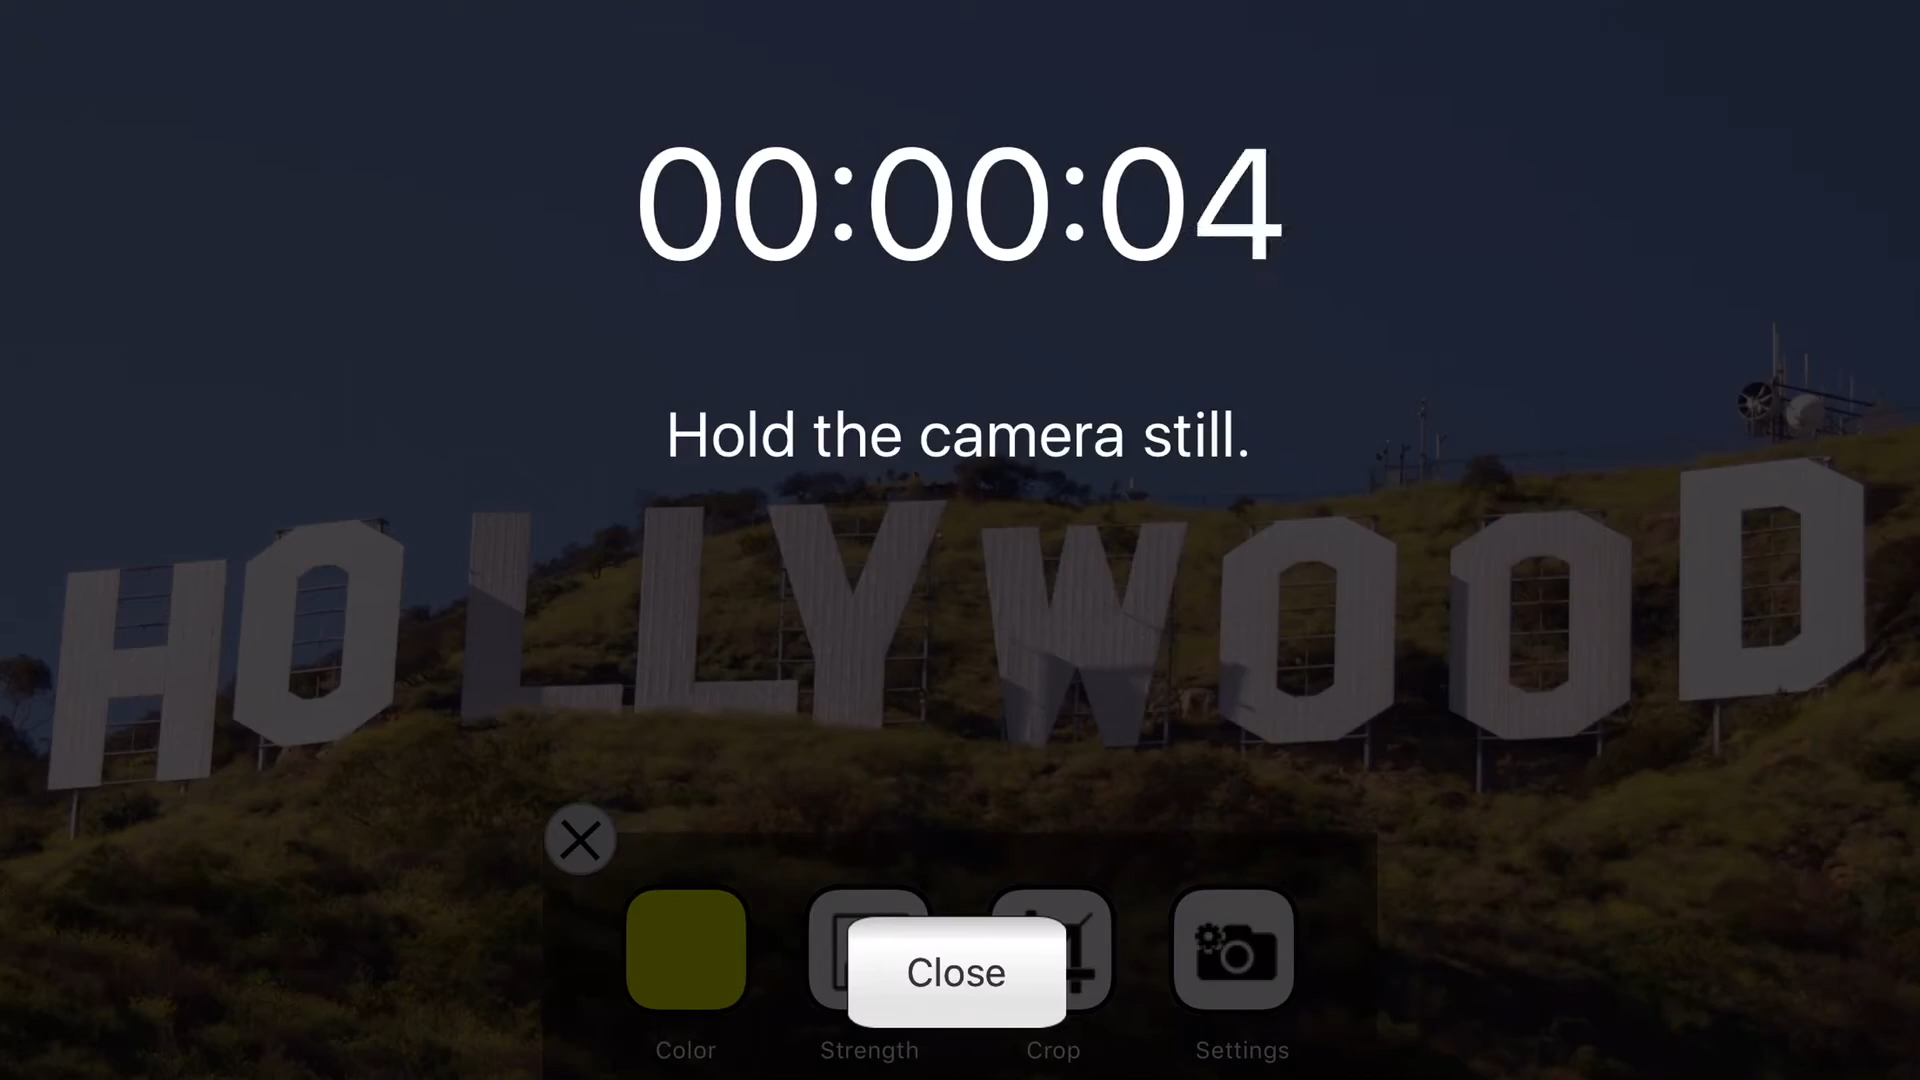 00:00:04
Hold the camera still.
HOLLYWOOD
Close
Color Strength Crop Settings